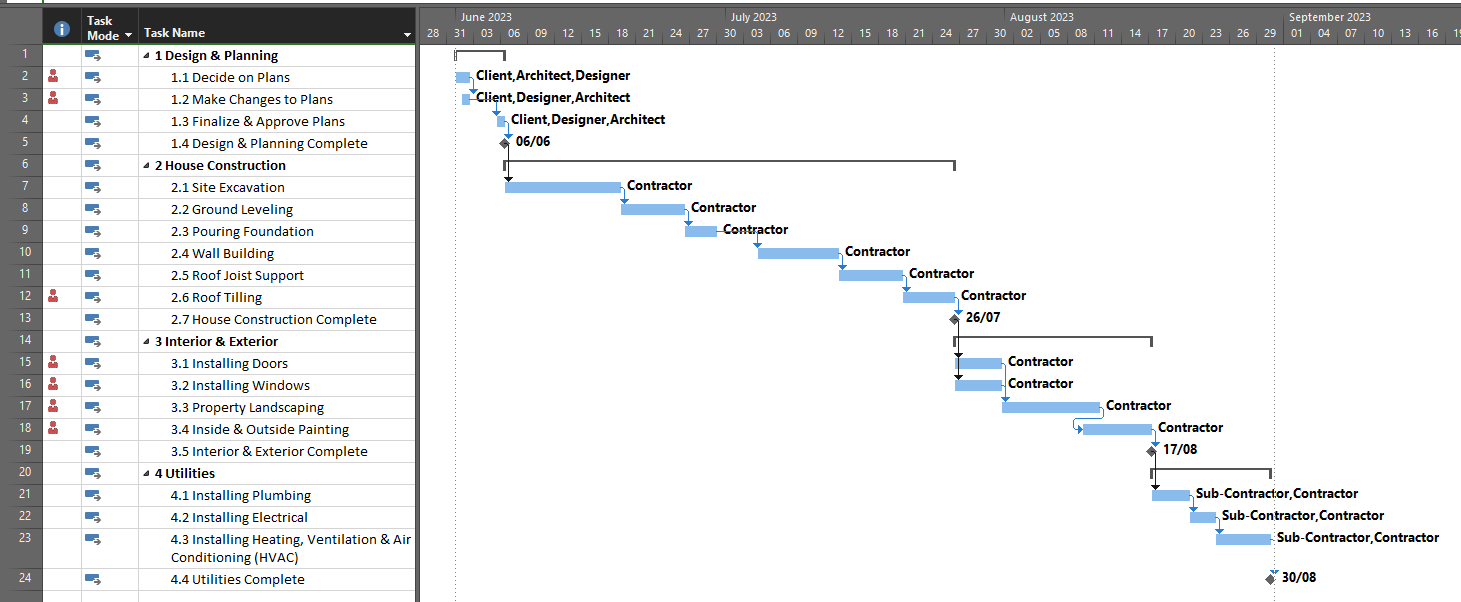 Task Mode Task Name
June 2023 July 2023 August 2023 September 2023
28 31 03 06 09 12 15 18 21 24 27 30 03 06 09 12 15 18 21 24 27 30 02 05 08 11 14 17 20 23 26 29 01 04 07 10 13 16 19
1 1 Design & Planning
2 1.1 Decide on Plans Client,Architect,Designer
3 1.2 Make Changes to Plans Client,Designer,Architect
4 1.3 Finalize & Approve Plans Client,Designer,Architect
5 1.4 Design & Planning Complete 06/06
6 2 House Construction
7 2.1 Site Excavation Contractor
8 2.2 Ground Leveling Contractor
9 2.3 Pouring Foundation Contractor
10 2.4 Wall Building Contractor
11 2.5 Roof Joist Support Contractor
12 2.6 Roof Tilling Contractor
13 2.7 House Construction Complete 26/07
14 3 Interior & Exterior
15 3.1 Installing Doors Contractor
16 3.2 Installing Windows Contractor
17 3.3 Property Landscaping Contractor
18 3.4 Inside & Outside Painting Contractor
19 3.5 Interior & Exterior Complete 17/08
20 4 Utilities
21 4.1 Installing Plumbing Sub-Contractor,Contractor
22 4.2 Installing Electrical Sub-Contractor,Contractor
23 4.3 Installing Heating, Ventilation & Air Sub-Contractor,Contractor
Conditioning (HVAC)
24 4.4 Utilities Complete 30/08